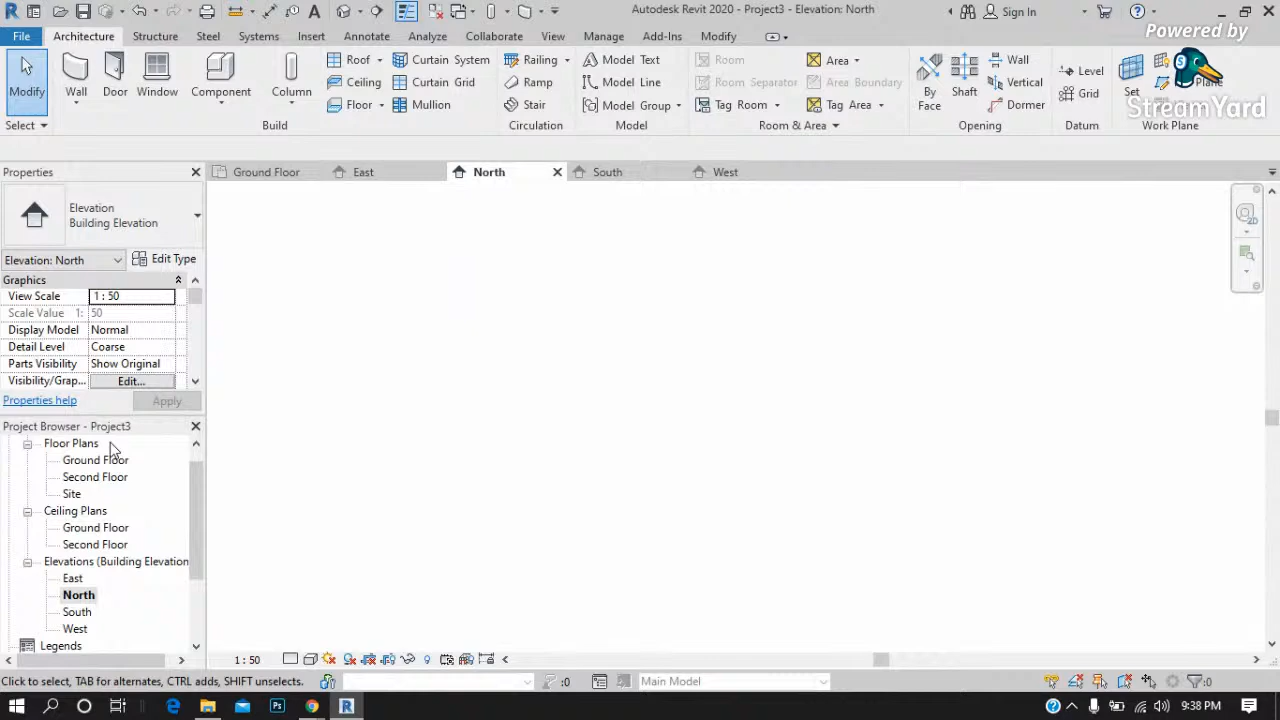 Autodesk Revit 2020 - Project3 - Elevation: North
Sign In
Powered by
StreamYard
File Architecture Structure Steel Systems Insert Annotate Analyze Collaborate View Manage Add-Ins Modify
Modify
Wall
Door
Window
Component
Column
Roof
Ceiling
Floor
Curtain System
Curtain Grid
Mullion
Railing
Ramp
Stair
Model Text
Model Line
Model Group
Room
Room Separator
Tag Room
Area
Area Boundary
Tag Area
By Face
Shaft
Wall
Vertical
Dormer
Level
Grid
Set
Select
Build
Circulation
Model
Room & Area
Opening
Datum
Work Plane
Properties
Ground Floor
East
North
South
West
Elevation
Building Elevation
Elevation: North
Edit Type
Graphics
View Scale 1 : 50
Scale Value 1: 50
Display Model Normal
Detail Level Coarse
Parts Visibility Show Original
Visibility/Grap... Edit...
Properties help
Apply
Project Browser - Project3
Floor Plans
Ground Floor
Second Floor
Site
Ceiling Plans
Ground Floor
Second Floor
Elevations (Building Elevation
East
North
South
West
Legends
1 : 50
Click to select, TAB for alternates, CTRL adds, SHIFT unselects.
:0
Main Model
:0
9:38 PM